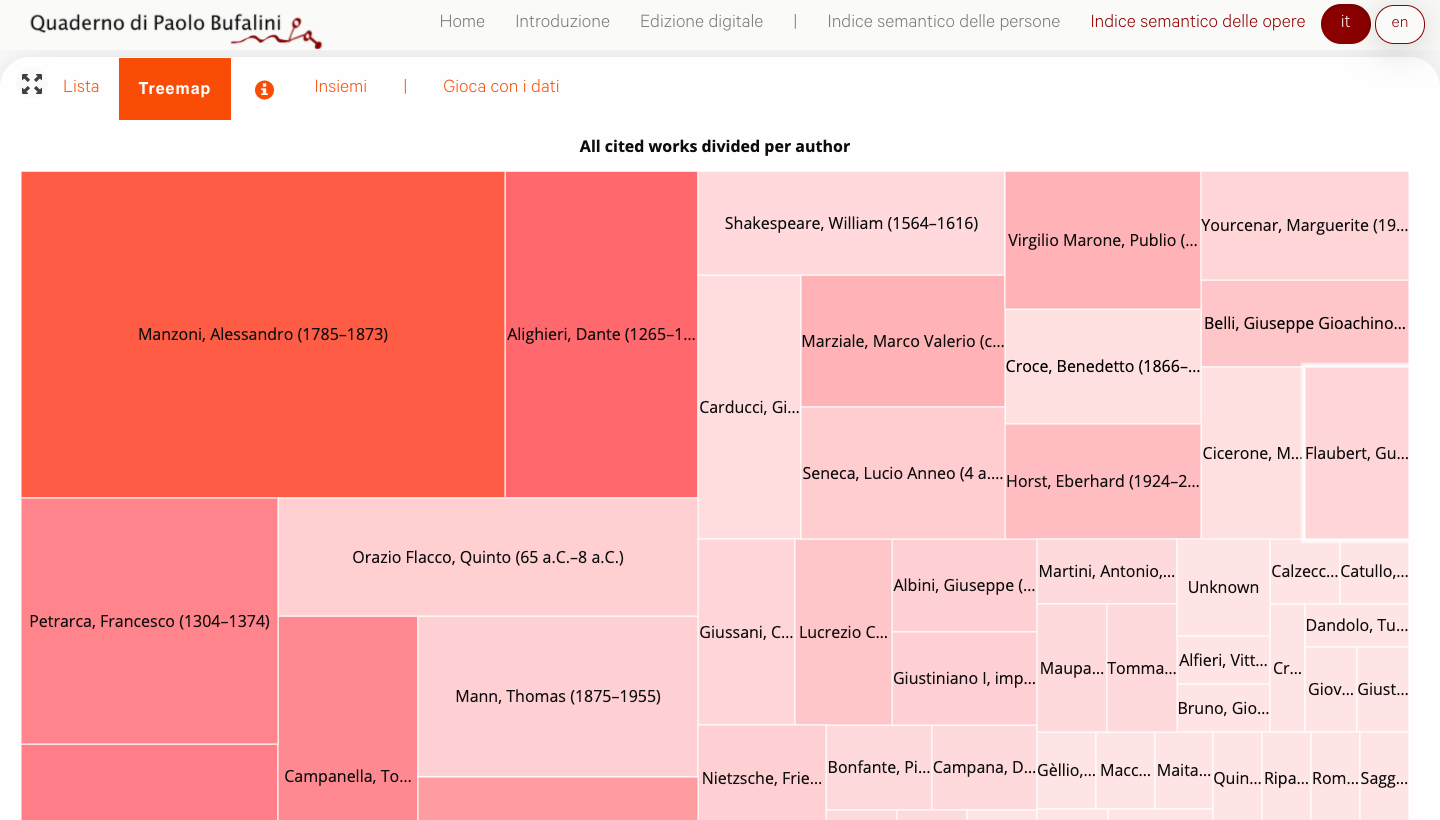 Quaderno di Paolo Bufalini
Home Introduzione Edizione digitale | Indice semantico delle persone Indice semantico delle opere it en
Lista Treemap Insiemi | Gioca con i dati
All cited works divided per author
Manzoni, Alessandro (1785–1873)
Alighieri, Dante (1265–1...
Shakespeare, William (1564–1616)
Virgilio Marone, Publio (...
Yourcenar, Marguerite (19...
Belli, Giuseppe Gioachino...
Marziale, Marco Valerio (c...
Croce, Benedetto (1866–...
Carducci, Gi...
Seneca, Lucio Anneo (4 a....
Horst, Eberhard (1924–2...
Cicerone, M...
Flaubert, Gu...
Petrarca, Francesco (1304–1374)
Orazio Flacco, Quinto (65 a.C.–8 a.C.)
Campanella, To...
Mann, Thomas (1875–1955)
Giussani, C...
Lucrezio C...
Albini, Giuseppe (...
Giustiniano I, imp...
Martini, Antonio,...
Maupa...
Tomma...
Unknown
Alfieri, Vitt...
Bruno, Gio...
Calzecc...
Catullo,...
Cr...
Dandolo, Tu...
Giov...
Giust...
Nietzsche, Frie...
Bonfante, Pi...
Campana, D...
Gèllio,...
Macc...
Maita...
Quin...
Ripa...
Rom...
Sagg...